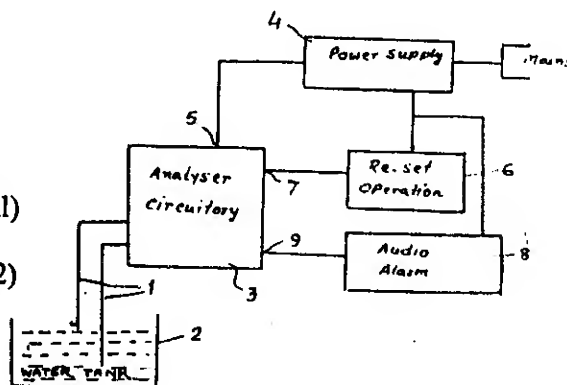 4
Power Supply
Mains
5
Analyser
Circuitory
7
Re-set
Operation
6
l)
9
Audio
Alarm
8
2)
1
3
2
WATER TANK